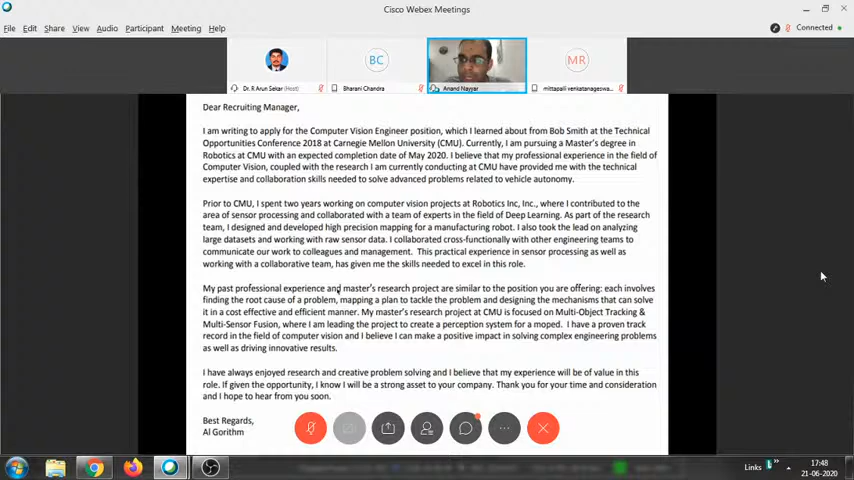 Cisco Webex Meetings
File Edit Share View Audio Participant Meeting Help
Connected
BC
MR
Dr. R Arun Sekar (Host)
Bharani Chandra
Anand Nayyar
mittapalli venkatanageswa...
Dear Recruiting Manager,
I am writing to apply for the Computer Vision Engineer position, which I learned about from Bob Smith at the Technical
Opportunities Conference 2018 at Carnegie Mellon University (CMU). Currently, I am pursuing a Master's degree in
Robotics at CMU with an expected completion date of May 2020. I believe that my professional experience in the field of
Computer Vision, coupled with the research I am currently conducting at CMU have provided me with the technical
expertise and collaboration skills needed to solve advanced problems related to vehicle autonomy.
Prior to CMU, I spent two years working on computer vision projects at Robotics Inc, Inc., where I contributed to the
area of sensor processing and collaborated with a team of experts in the field of Deep Learning. As part of the research
team, I designed and developed high precision mapping for a manufacturing robot. I also took the lead on analyzing
large datasets and working with raw sensor data. I collaborated cross-functionally with other engineering teams to
communicate our work to colleagues and management. This practical experience in sensor processing as well as
working with a collaborative team, has given me the skills needed to excel in this role.
My past professional experience and master's research project are similar to the position you are offering: each involves
finding the root cause of a problem, mapping a plan to tackle the problem and designing the mechanisms that can solve
it in a cost effective and efficient manner. My master's research project at CMU is focused on Multi-Object Tracking &
Multi-Sensor Fusion, where I am leading the project to create a perception system for a moped. I have a proven track
record in the field of computer vision and I believe I can make a positive impact in solving complex engineering problems
as well as driving innovative results.
I have always enjoyed research and creative problem solving and I believe that my experience will be of value in this
role. If given the opportunity, I know I will be a strong asset to your company. Thank you for your time and consideration
and I hope to hear from you soon.
Best Regards,
Al Gorithm
Links
17:48
21-06-2020